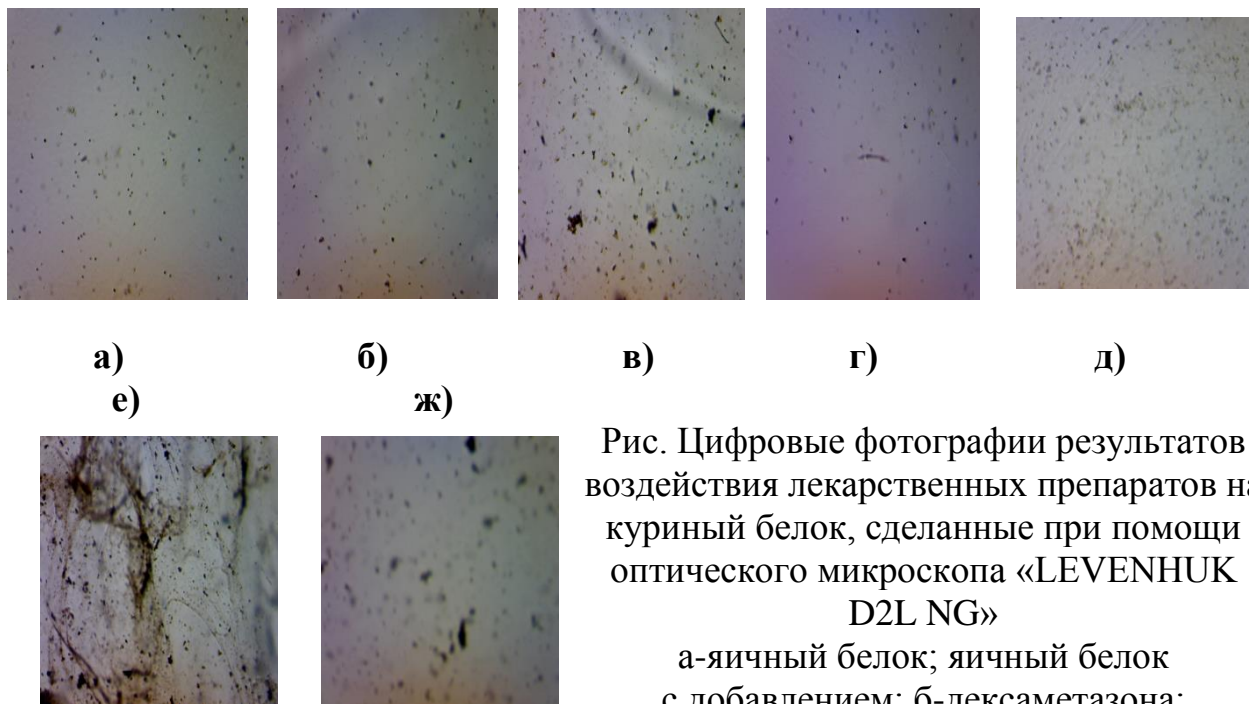 а) б) в) г) д)
е) ж)
Рис. Цифровые фотографии результатов
воздействия лекарственных препаратов на
куриный белок, сделанные при помощи
оптического микроскопа «LEVENHUK
D2L NG»
а-яичный белок; яичный белок
с добавлением: б-дексаметазона;